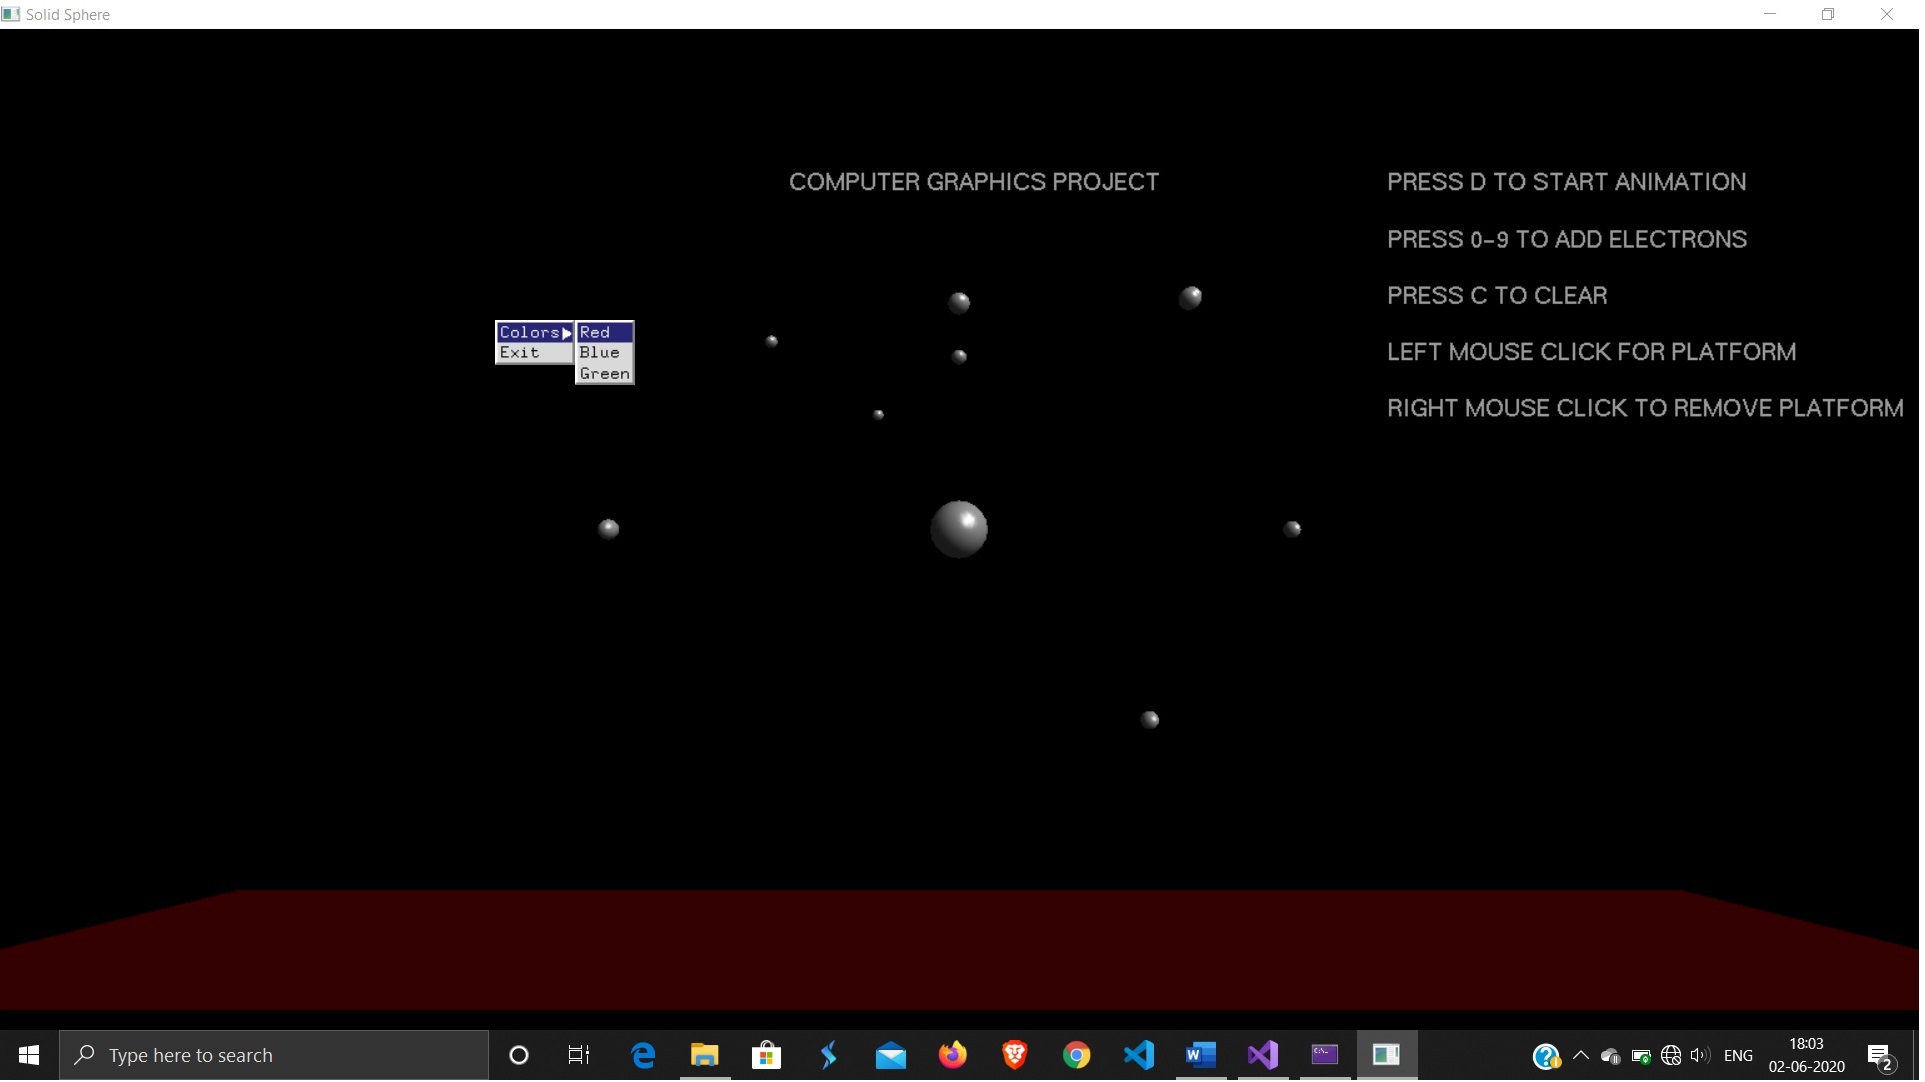 Solid Sphere
COMPUTER GRAPHICS PROJECT
PRESS D TO START ANIMATION
PRESS 0-9 TO ADD ELECTRONS
PRESS C TO CLEAR
LEFT MOUSE CLICK FOR PLATFORM
RIGHT MOUSE CLICK TO REMOVE PLATFORM
Colors
Exit
Red
Blue
Green
Type here to search
ENG
18:03
02-06-2020
2